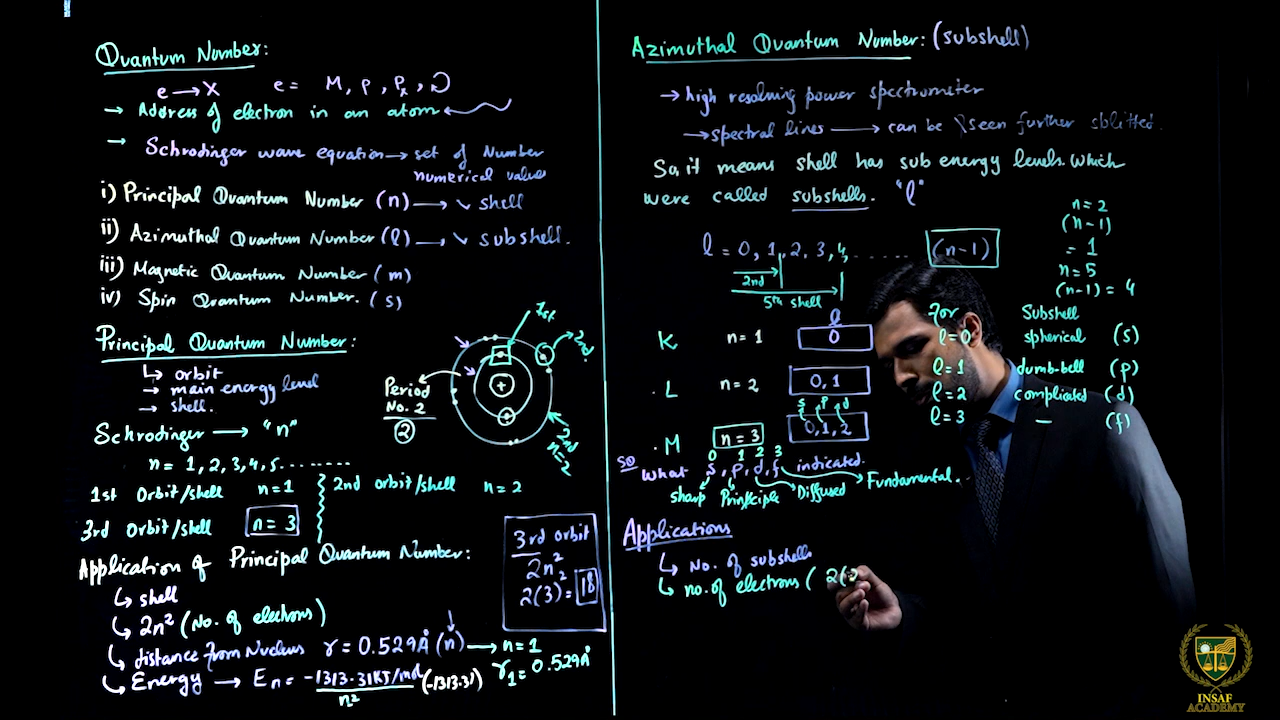 Quantum Number:
e → X   e = M, P, P₂, D
→ Address of electron in an atom
→ Schrodinger wave equation → set of Number
numerical values
i) Principal Quantum Number (n) → shell
ii) Azimuthal Quantum Number (l) → subshell.
iii) Magnetic Quantum Number (m)
iv) Spin Quantum Number. (s)
Principal Quantum Number:
↳ orbit
→ main energy level
→ shell.
Schrodinger → "n"
n = 1, 2, 3, 4, 5.........
1st Orbit/shell n=1
2nd orbit/shell n = 2
3rd Orbit/shell n = 3
1st
2nd
+
Period
No. 2
2
2nd
n=2
Application of Principal Quantum Number:
↳ shell
↳ 2n² (No. of electrons)
↳ distance from Nucleus r = 0.529Å (n) → n = 1
r₁ = 0.529Å
↳ Energy → En = -1313.31KJ/mol (-1313.31)
n²
3rd orbit
2n²
2(3)² = 18
Azimuthal Quantum Number: (subshell)
→ high resolving power spectrometer
→ spectral lines → can be seen further splitted.
So, it means shell has sub energy levels. which
were called subshells. "l"
l = 0, 1, 2, 3, 4, ...... (n-1)
2nd
5th shell
n = 2
(n-1)
= 1
n = 5
(n-1) = 4
l
K n = 1 0
. L n = 2 0, 1
s p d
. M n = 3 0, 1, 2
For Subshell
l = 0 spherical (s)
l = 1 dumb-bell (p)
l = 2 complicated (d)
l = 3 — (f)
0 1 2 3
so What s, p, d, f indicated.
sharp Principle Diffused Fundamental.
Applications
↳ No. of subshells
↳ no. of electrons ( 2(2
INSAF
ACADEMY